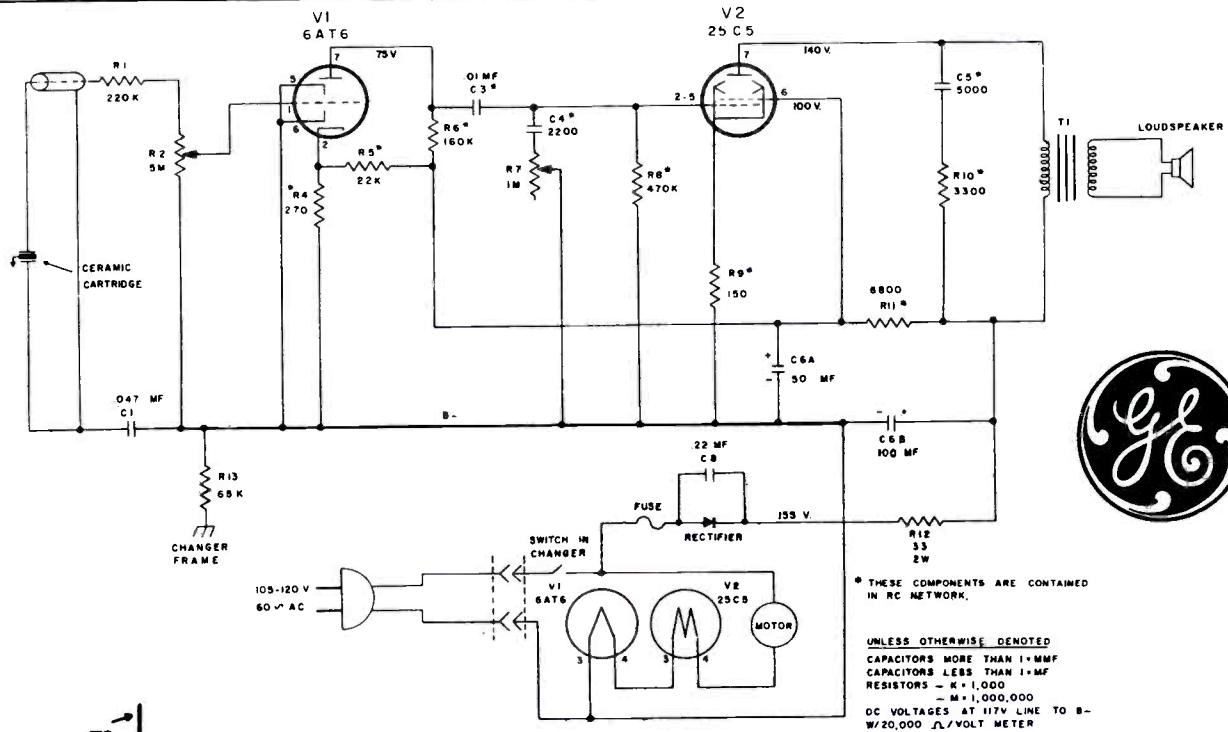 V1
6AT6
V2
25C5
7
75V
7
140V.
R1
220K
5
1
6
2
.01 MF
C3*
2-5
6
100V.
C5*
5000
T1
LOUDSPEAKER
R2
5M
R6*
160K
C4*
2200
R5*
22K
R7
1M
R8*
470K
R10*
3300
*R4
270
CERAMIC
CARTRIDGE
R9*
150
6800
R11*
+
-
C6A
50 MF
.047 MF
C1
B-
-
+
C6B
100 MF
GE
R13
68K
CHANGER
FRAME
.22 MF
C8
FUSE
RECTIFIER
155 V.
R12
33
2W
SWITCH IN
CHANGER
105-120 V
60 ~ AC
V1
6AT6
V2
25C5
MOTOR
3
4
3
4
* THESE COMPONENTS ARE CONTAINED
IN RC NETWORK.
UNLESS OTHERWISE DENOTED
CAPACITORS MORE THAN 1=MMF
CAPACITORS LESS THAN 1=MF
RESISTORS - K=1,000
- M=1,000,000
DC VOLTAGES AT 117V LINE TO B-
W/20,000 Ω/VOLT METER